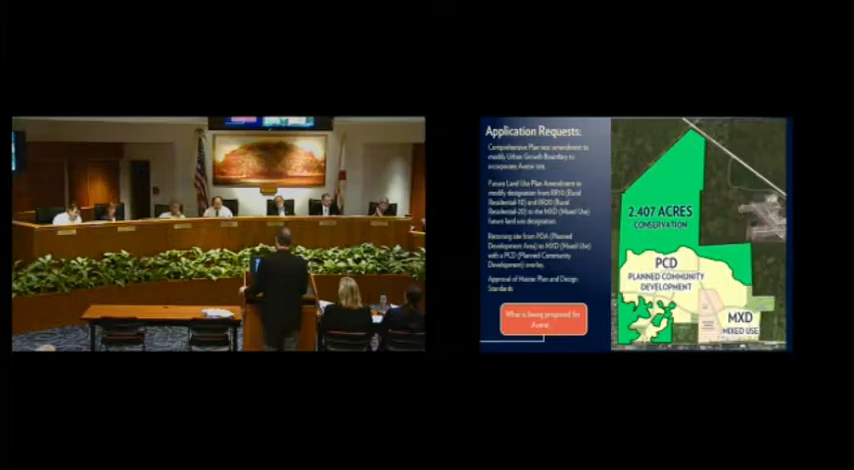 Application Requests:
Comprehensive Plan text amendment to
modify Urban Growth Boundary to
incorporate Avenir site.
Future Land Use Plan Amendment to
modify designation from RR10 (Rural
Residential-10) and RR20 (Rural
Residential-20) to the MXD (Mixed Use)
future land use designation.
Rezoning site from PDA (Planned
Development Area) to MXD (Mixed Use)
with a PCD (Planned Community
Development) overlay.
Approval of Master Plan and Design
Standards
What is being proposed for
Avenir
2,407 ACRES
CONSERVATION
PCD
PLANNED COMMUNITY
DEVELOPMENT
MXD
MIXED USE